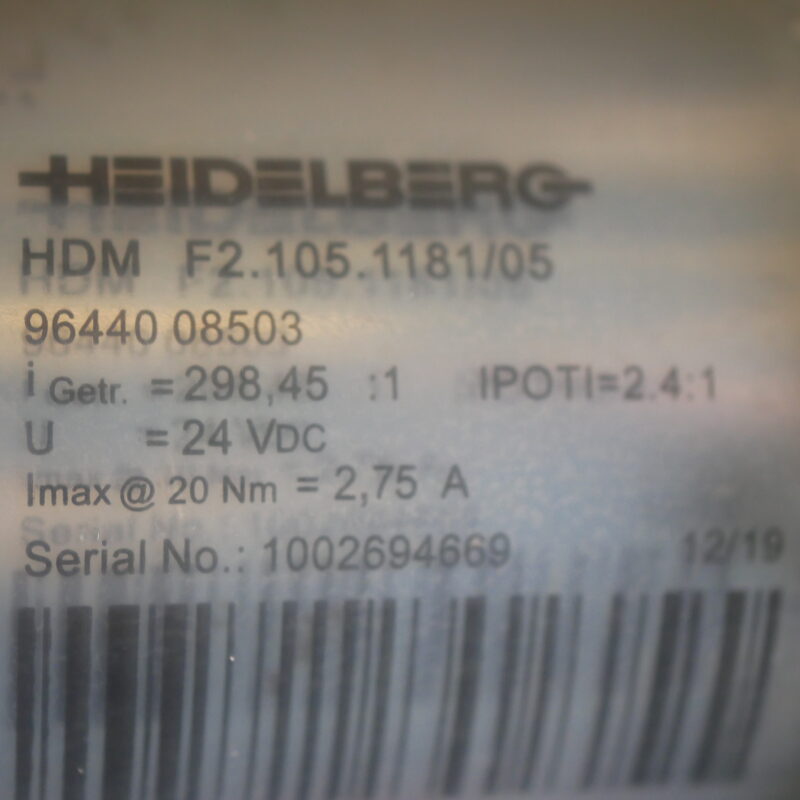 HEIDELBERG
HDM F2.105.1181/05
96440 08503
i Getr. = 298,45 :1 IPOTI=2.4:1
U = 24 VDC
Imax @ 20 Nm = 2,75 A
Serial No.: 1002694669 12/19